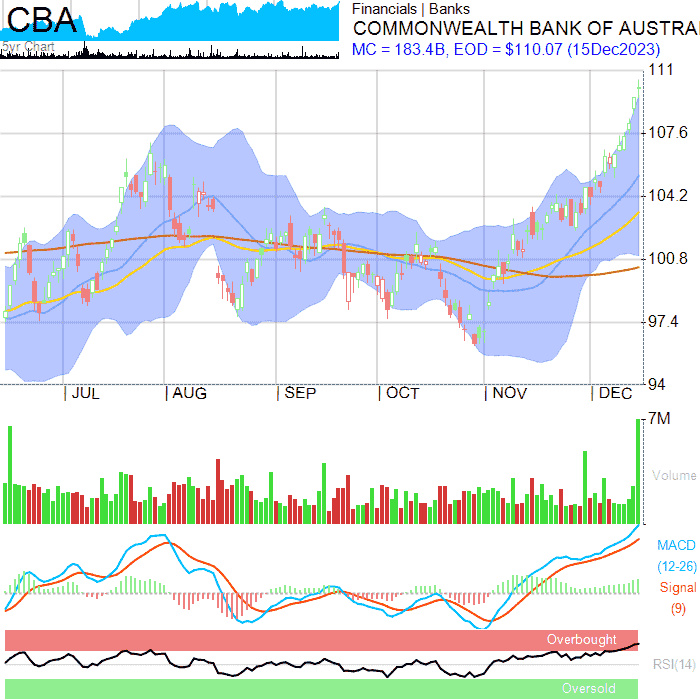 CBA
5yr Chart
Financials | Banks
COMMONWEALTH BANK OF AUSTRA
MC = 183.4B, EOD = $110.07 (15Dec2023)
111
107.6
104.2
100.8
97.4
94
JUL AUG SEP OCT NOV DEC
7M
Volume
MACD
(12-26)
Signal
(9)
Overbought
RSI(14)
Oversold